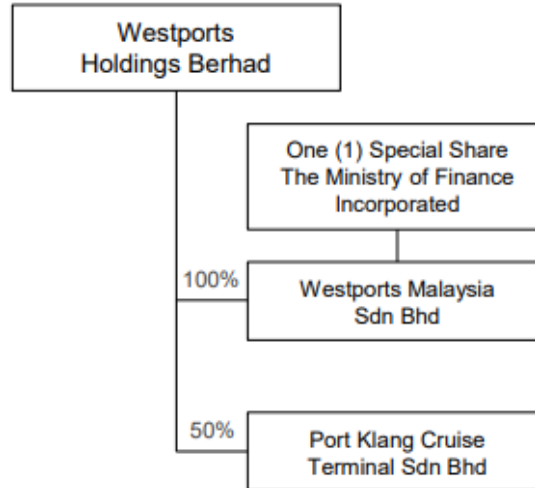 Westports
Holdings Berhad
One (1) Special Share
The Ministry of Finance
Incorporated
100%
Westports Malaysia
Sdn Bhd
50%
Port Klang Cruise
Terminal Sdn Bhd